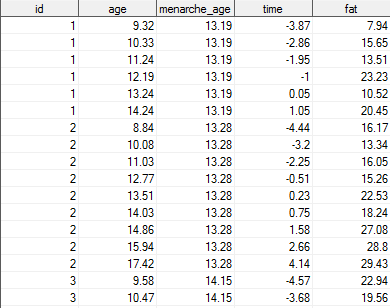 id age menarche_age time fat
1 9.32 13.19 -3.87 7.94
1 10.33 13.19 -2.86 15.65
1 11.24 13.19 -1.95 13.51
1 12.19 13.19 -1 23.23
1 13.24 13.19 0.05 10.52
1 14.24 13.19 1.05 20.45
2 8.84 13.28 -4.44 16.17
2 10.08 13.28 -3.2 13.34
2 11.03 13.28 -2.25 16.05
2 12.77 13.28 -0.51 15.26
2 13.51 13.28 0.23 22.53
2 14.03 13.28 0.75 18.24
2 14.86 13.28 1.58 27.08
2 15.94 13.28 2.66 28.8
2 17.42 13.28 4.14 29.43
3 9.58 14.15 -4.57 22.94
3 10.47 14.15 -3.68 19.56